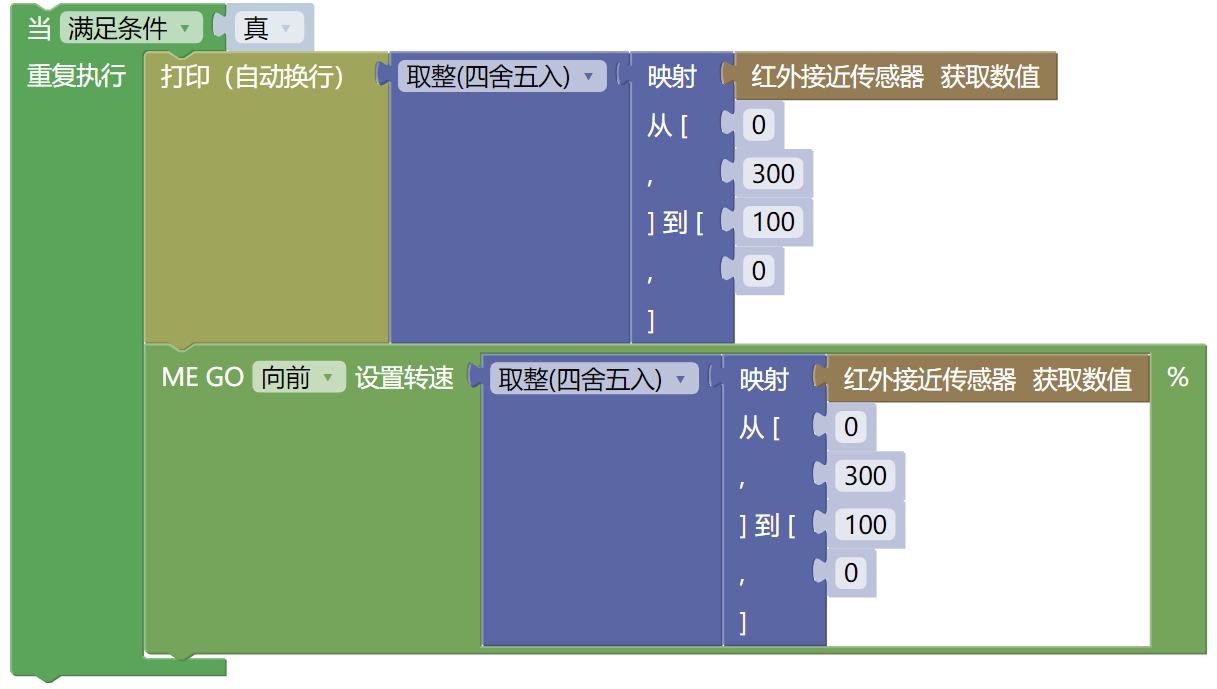 当 满足条件 真
重复执行 打印（自动换行） 取整(四舍五入) 映射 红外接近传感器 获取数值
从 [ 0
, 300
] 到 [ 100
, 0
]
ME GO 向前 设置转速 取整(四舍五入) 映射 红外接近传感器 获取数值 %
从 [ 0
, 300
] 到 [ 100
, 0
]